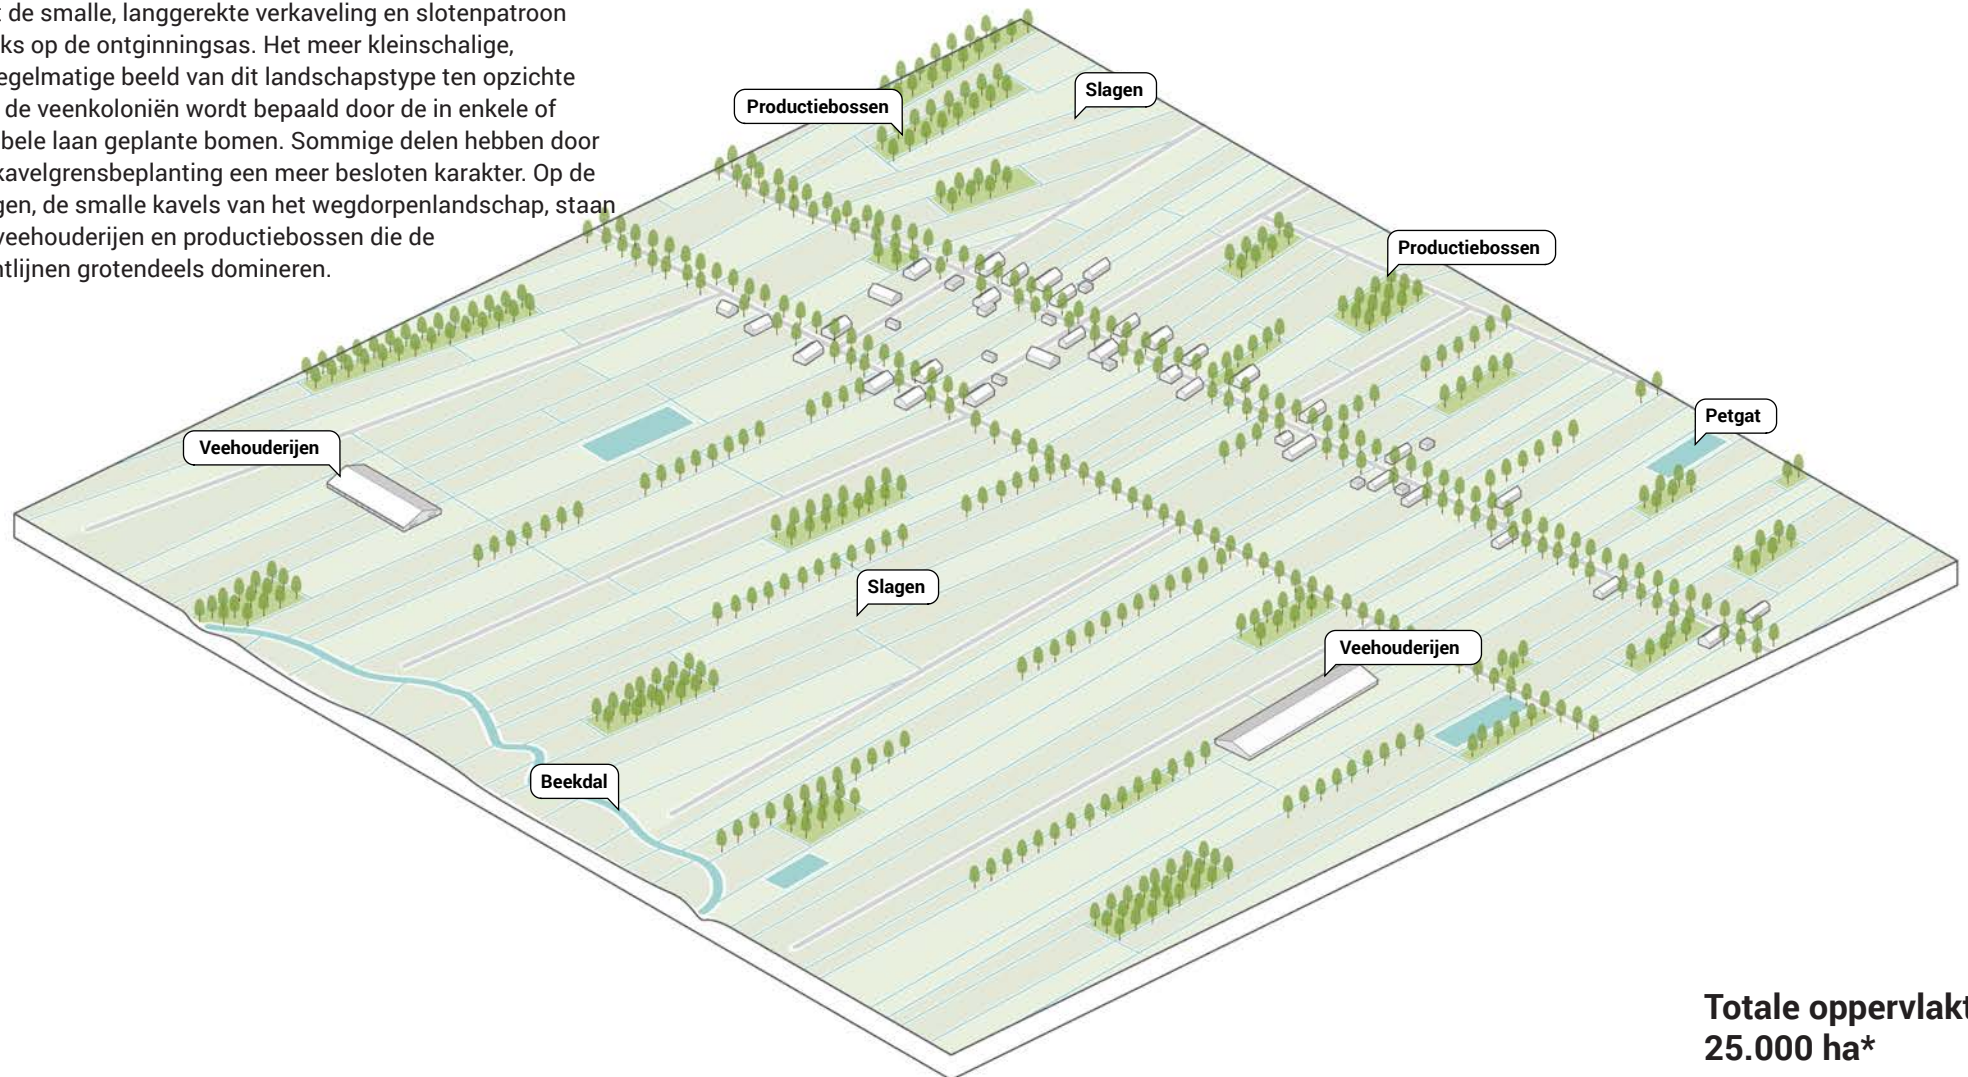 t de smalle, langgerekte verkaveling en slotenpatroon
ks op de ontginningsas. Het meer kleinschalige,
egelmatige beeld van dit landschapstype ten opzichte
de veenkoloniën wordt bepaald door de in enkele of
bele laan geplante bomen. Sommige delen hebben door
kavelgrensbeplanting een meer besloten karakter. Op de
gen, de smalle kavels van het wegdorpenlandschap, staan
veehouderijen en productiebossen die de
ntlijnen grotendeels domineren.
Productiebossen
Slagen
Productiebossen
Petgat
Veehouderijen
Slagen
Veehouderijen
Beekdal
Totale oppervlakt
25.000 ha*